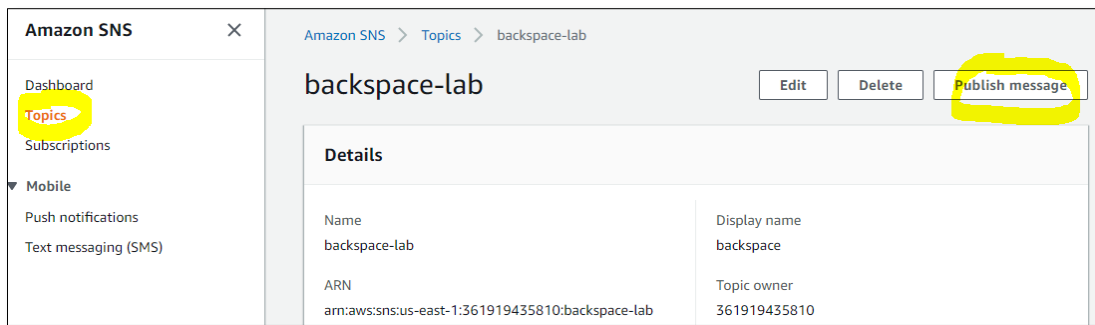 Amazon SNS
Dashboard
Topics
Subscriptions
Mobile
Push notifications
Text messaging (SMS)
Amazon SNS > Topics > backspace-lab
backspace-lab
Edit Delete Publish message
Details
Name
backspace-lab
Display name
backspace
ARN
arn:aws:sns:us-east-1:361919435810:backspace-lab
Topic owner
361919435810